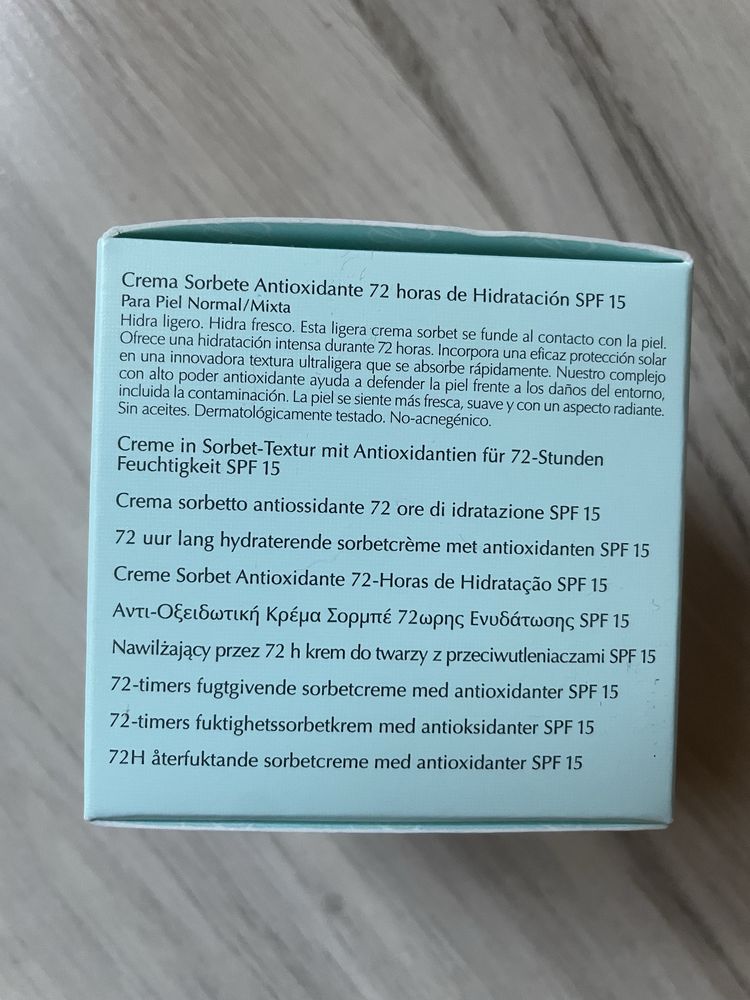 Crema Sorbete Antioxidante 72 horas de Hidratación SPF 15
Para Piel Normal/Mixta
Hidra ligero. Hidra fresco. Esta ligera crema sorbet se funde al contacto con la piel.
Ofrece una hidratación intensa durante 72 horas. Incorpora una eficaz protección solar
en una innovadora textura ultraligera que se absorbe rápidamente. Nuestro complejo
con alto poder antioxidante ayuda a defender la piel frente a los daños del entorno,
incluida la contaminación. La piel se siente más fresca, suave y con un aspecto radiante.
Sin aceites. Dermatológicamente testado. No-acnegénico.
Creme in Sorbet-Textur mit Antioxidantien für 72-Stunden
Feuchtigkeit SPF 15
Crema sorbetto antiossidante 72 ore di idratazione SPF 15
72 uur lang hydraterende sorbetcrème met antioxidanten SPF 15
Creme Sorbet Antioxidante 72-Horas de Hidratação SPF 15
Αντι-Οξειδωτική Κρέμα Σορμπέ 72ωρης Ενυδάτωσης SPF 15
Nawilżający przez 72 h krem do twarzy z przeciwutleniaczami SPF 15
72-timers fugtgivende sorbetcreme med antioxidanter SPF 15
72-timers fuktighetssorbetkrem med antioksidanter SPF 15
72H återfuktande sorbetcreme med antioxidanter SPF 15